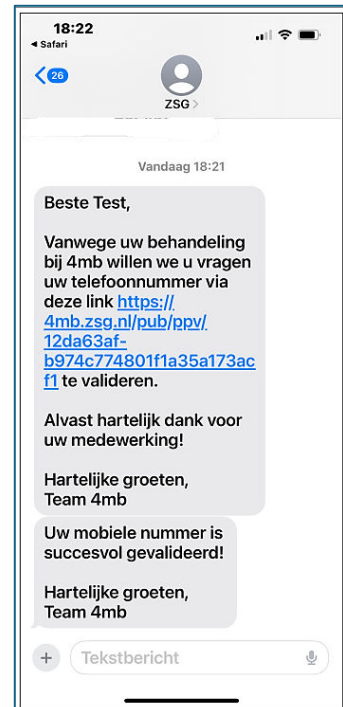 18:22
Safari
26
ZSG
Vandaag 18:21
Beste Test,
Vanwege uw behandeling
bij 4mb willen we u vragen
uw telefoonnummer via
deze link https://
4mb.zsg.nl/pub/ppv/
12da63af-
b974c774801f1a35a173ac
f1 te valideren.
Alvast hartelijk dank voor
uw medewerking!
Hartelijke groeten,
Team 4mb
Uw mobiele nummer is
succesvol gevalideerd!
Hartelijke groeten,
Team 4mb
Tekstbericht